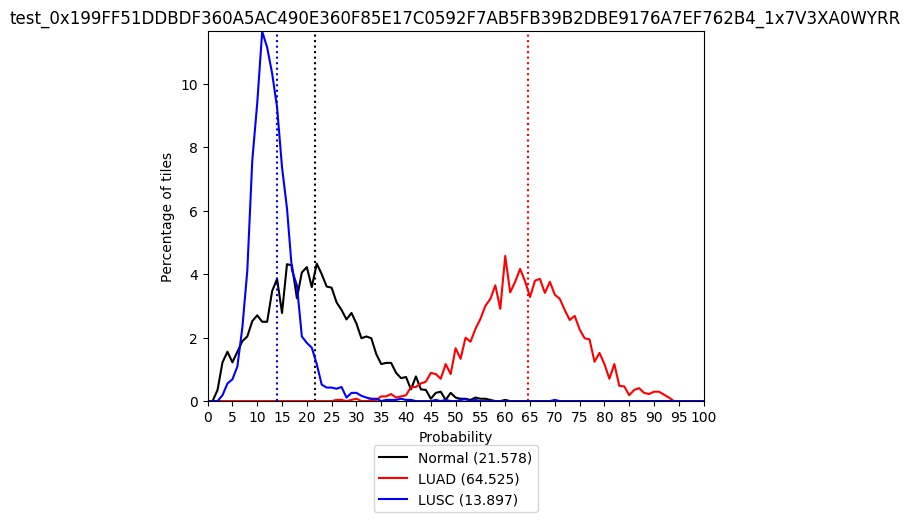 test_0x199FF51DDBDF360A5AC490E360F85E17C0592F7AB5FB39B2DBE9176A7EF762B4_1x7V3XA0WYRR
Percentage of tiles
10
8
6
4
2
0
0 5 10 15 20 25 30 35 40 45 50 55 60 65 70 75 80 85 90 95 100
Probability
Normal (21.578)
LUAD (64.525)
LUSC (13.897)